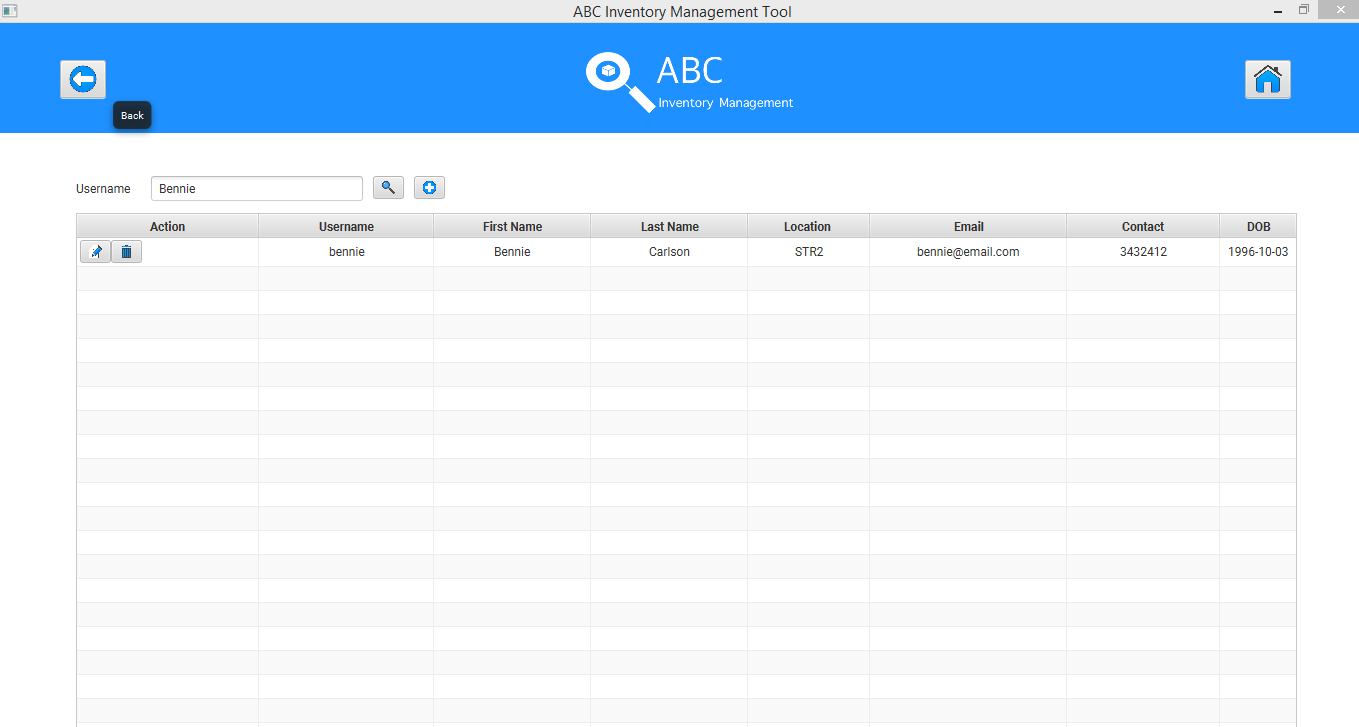 ABC Inventory Management Tool
ABC
Inventory Management
Back
Username Bennie
Action Username First Name Last Name Location Email Contact DOB
bennie Bennie Carlson STR2 bennie@email.com 3432412 1996-10-03